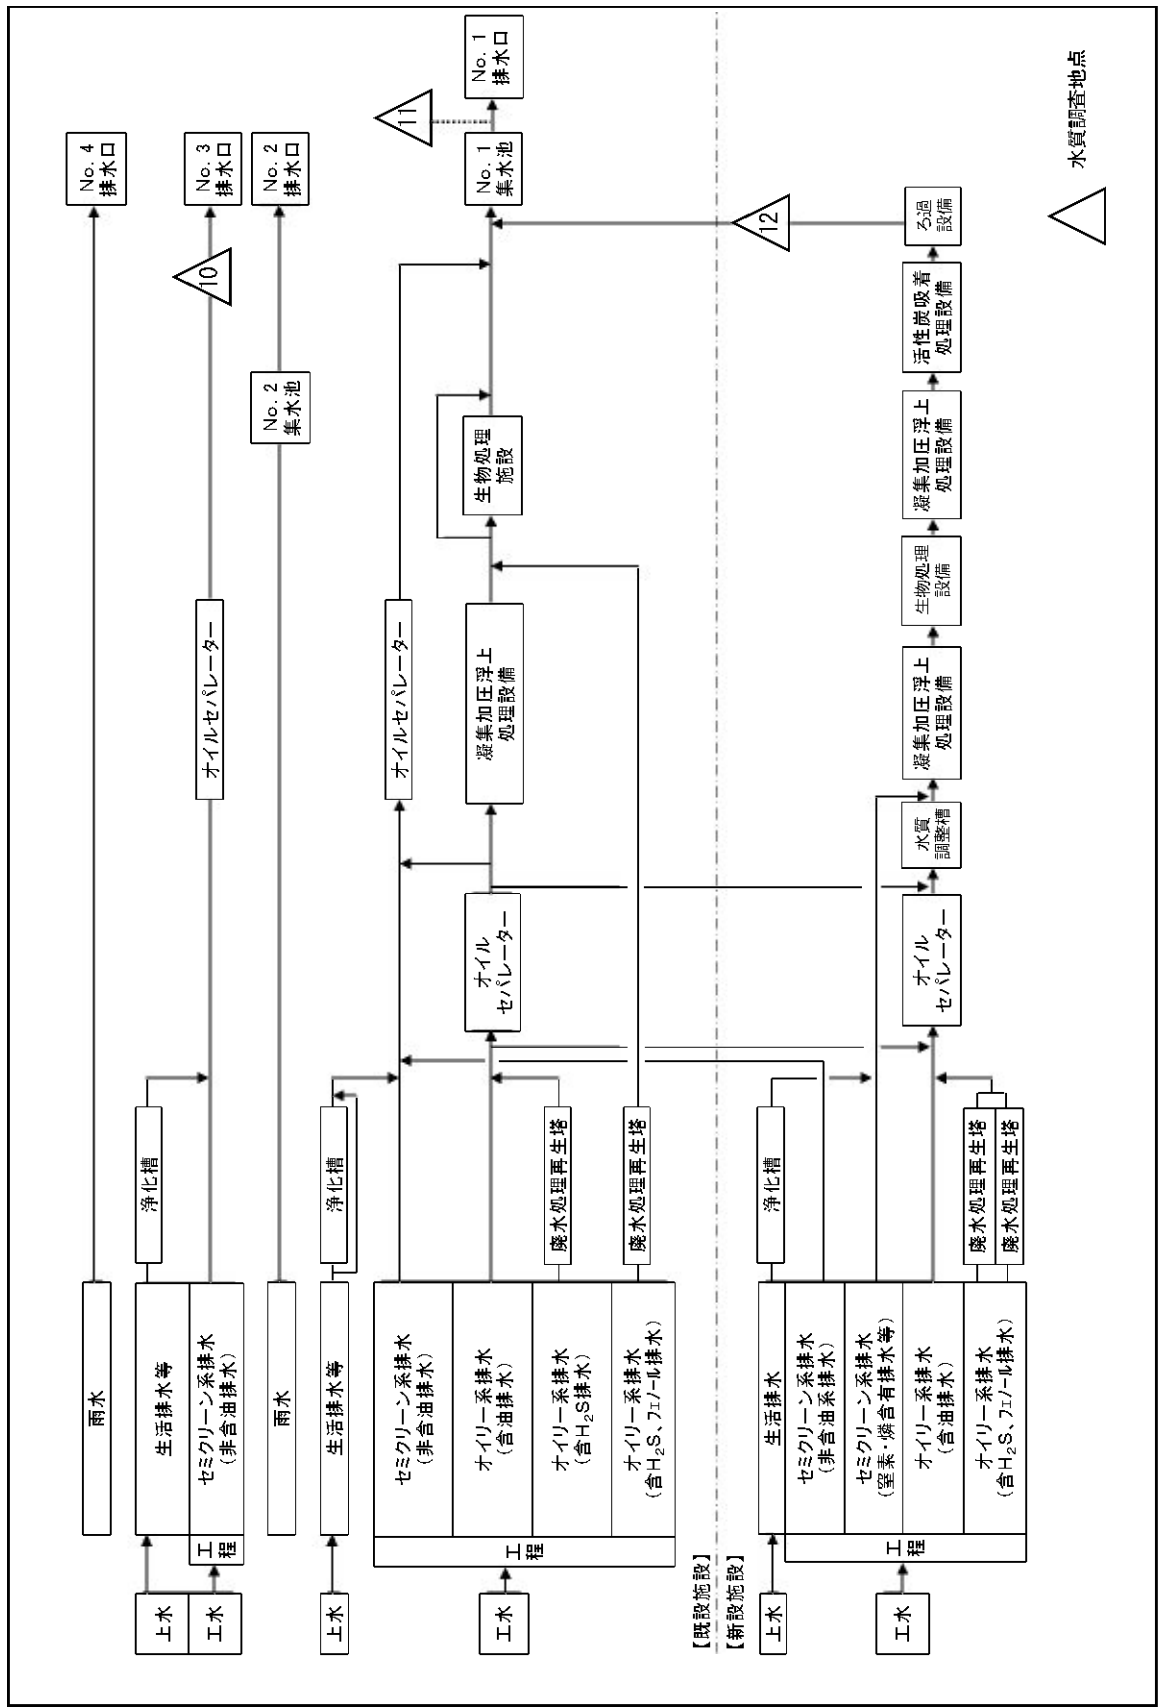 上水
工水
工
程
雨水
生活排水等
セミクリーン系排水
(非含油排水)
浄化槽
オイルセパレーター
10
No. 4
排水口
No. 3
排水口
雨水
No. 2
集水池
No. 2
排水口
上水
生活排水等
浄化槽
工水
工
程
セミクリーン系排水
(非含油排水)
オイリー系排水
(含油排水)
オイリー系排水
(含H₂S排水)
オイリー系排水
(含H₂S、フェノール排水)
廃水処理再生塔
廃水処理再生塔
オイル
セパレーター
オイルセパレーター
凝集加圧浮上
処理設備
生物処理
施設
No. 1
集水池
11
No. 1
排水口
【既設施設】
【新設施設】
上水
工水
工
程
生活排水
セミクリーン系排水
(非含油系排水)
セミクリーン系排水
(窒素・燐含有排水等)
オイリー系排水
(含油排水)
オイリー系排水
(含H₂S、フェノール排水)
浄化槽
廃水処理再生塔
廃水処理再生塔
オイル
セパレーター
水質
調整槽
凝集加圧浮上
処理設備
生物処理
設備
凝集加圧浮上
処理設備
活性炭吸着
処理設備
ろ過
設備
12
水質調査地点